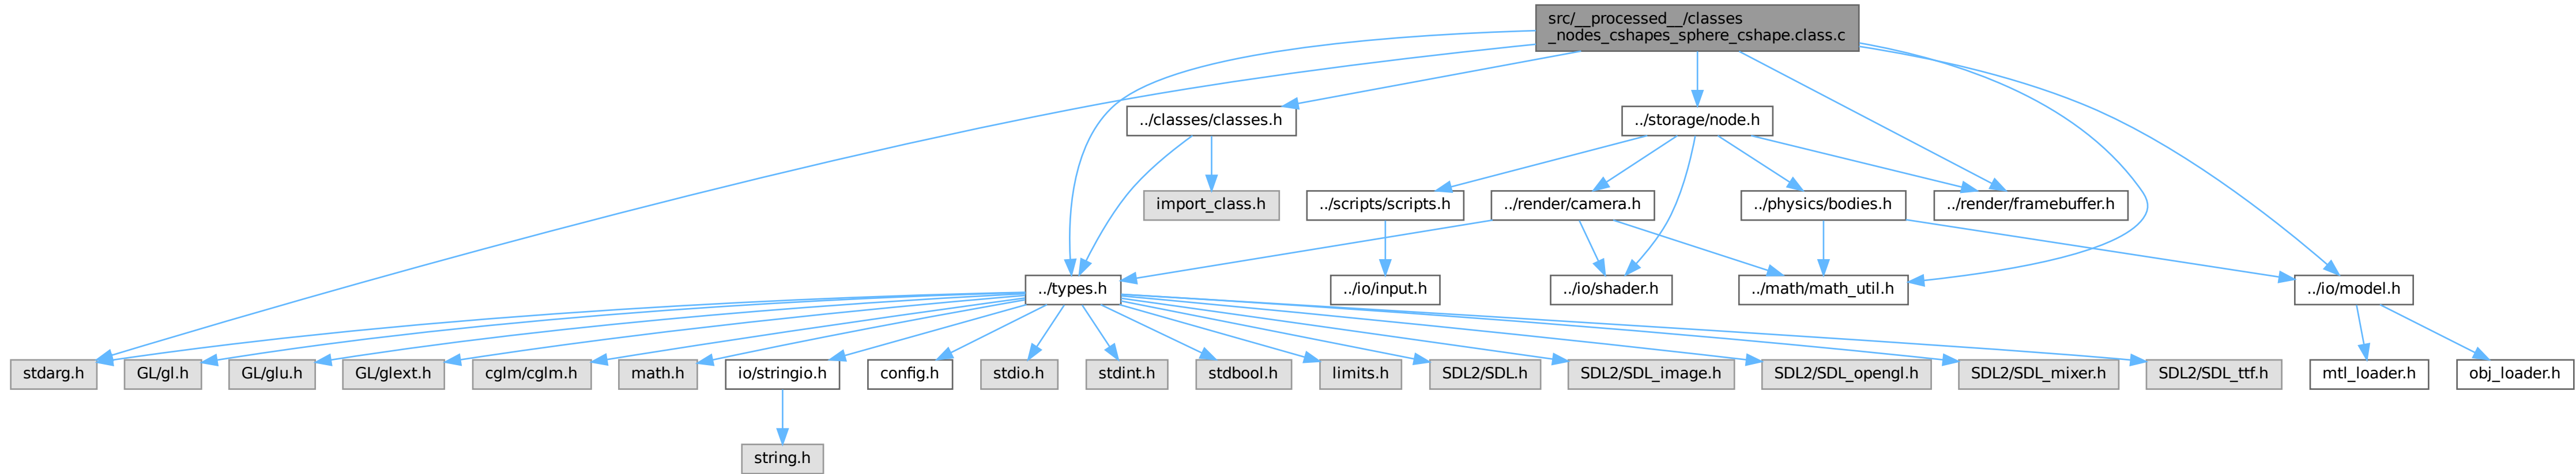 src/__processed__/classes
_nodes_cshapes_sphere_cshape.class.c
../classes/classes.h
../storage/node.h
import_class.h
../scripts/scripts.h
../render/camera.h
../physics/bodies.h
../render/framebuffer.h
../types.h
../io/input.h
../io/shader.h
../math/math_util.h
../io/model.h
stdarg.h
GL/gl.h
GL/glu.h
GL/glext.h
cglm/cglm.h
math.h
io/stringio.h
config.h
stdio.h
stdint.h
stdbool.h
limits.h
SDL2/SDL.h
SDL2/SDL_image.h
SDL2/SDL_opengl.h
SDL2/SDL_mixer.h
SDL2/SDL_ttf.h
mtl_loader.h
obj_loader.h
string.h